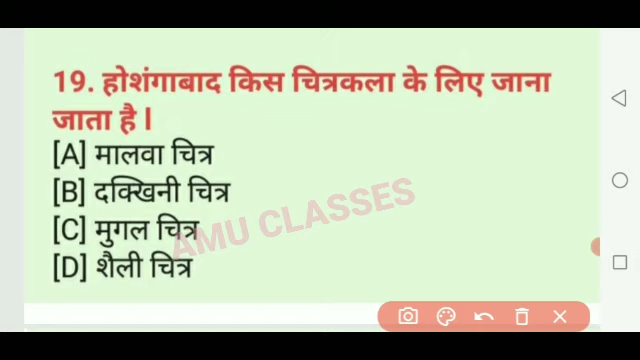 19. होशंगाबाद किस चित्रकला के लिए जाना
जाता है l
[A] मालवा चित्र
[B] दक्खिनी चित्र
[C] मुगल चित्र
[D] शैली चित्र
AMU CLASSES